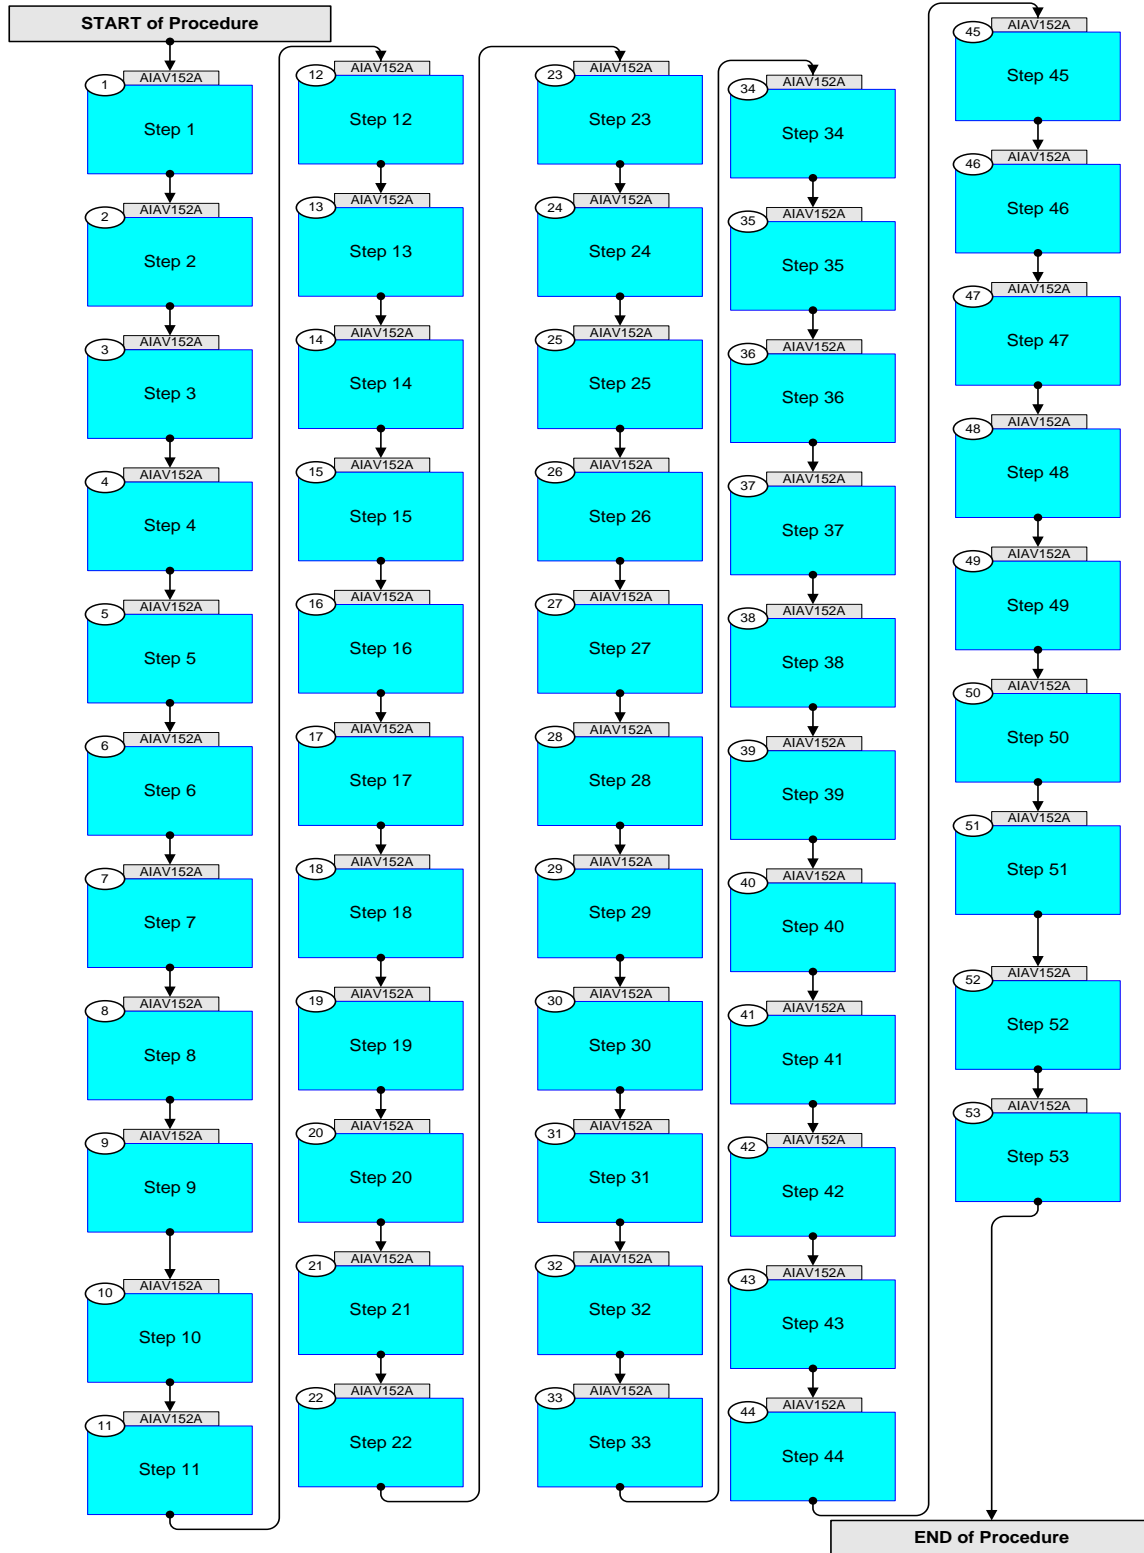 START of Procedure
AIAV152A
1
Step 1
AIAV152A
2
Step 2
AIAV152A
3
Step 3
AIAV152A
4
Step 4
AIAV152A
5
Step 5
AIAV152A
6
Step 6
AIAV152A
7
Step 7
AIAV152A
8
Step 8
AIAV152A
9
Step 9
AIAV152A
10
Step 10
AIAV152A
11
Step 11
AIAV152A
12
Step 12
AIAV152A
13
Step 13
AIAV152A
14
Step 14
AIAV152A
15
Step 15
AIAV152A
16
Step 16
AIAV152A
17
Step 17
AIAV152A
18
Step 18
AIAV152A
19
Step 19
AIAV152A
20
Step 20
AIAV152A
21
Step 21
AIAV152A
22
Step 22
AIAV152A
23
Step 23
AIAV152A
24
Step 24
AIAV152A
25
Step 25
AIAV152A
26
Step 26
AIAV152A
27
Step 27
AIAV152A
28
Step 28
AIAV152A
29
Step 29
AIAV152A
30
Step 30
AIAV152A
31
Step 31
AIAV152A
32
Step 32
AIAV152A
33
Step 33
AIAV152A
34
Step 34
AIAV152A
35
Step 35
AIAV152A
36
Step 36
AIAV152A
37
Step 37
AIAV152A
38
Step 38
AIAV152A
39
Step 39
AIAV152A
40
Step 40
AIAV152A
41
Step 41
AIAV152A
42
Step 42
AIAV152A
43
Step 43
AIAV152A
44
Step 44
AIAV152A
45
Step 45
AIAV152A
46
Step 46
AIAV152A
47
Step 47
AIAV152A
48
Step 48
AIAV152A
49
Step 49
AIAV152A
50
Step 50
AIAV152A
51
Step 51
AIAV152A
52
Step 52
AIAV152A
53
Step 53
END of Procedure